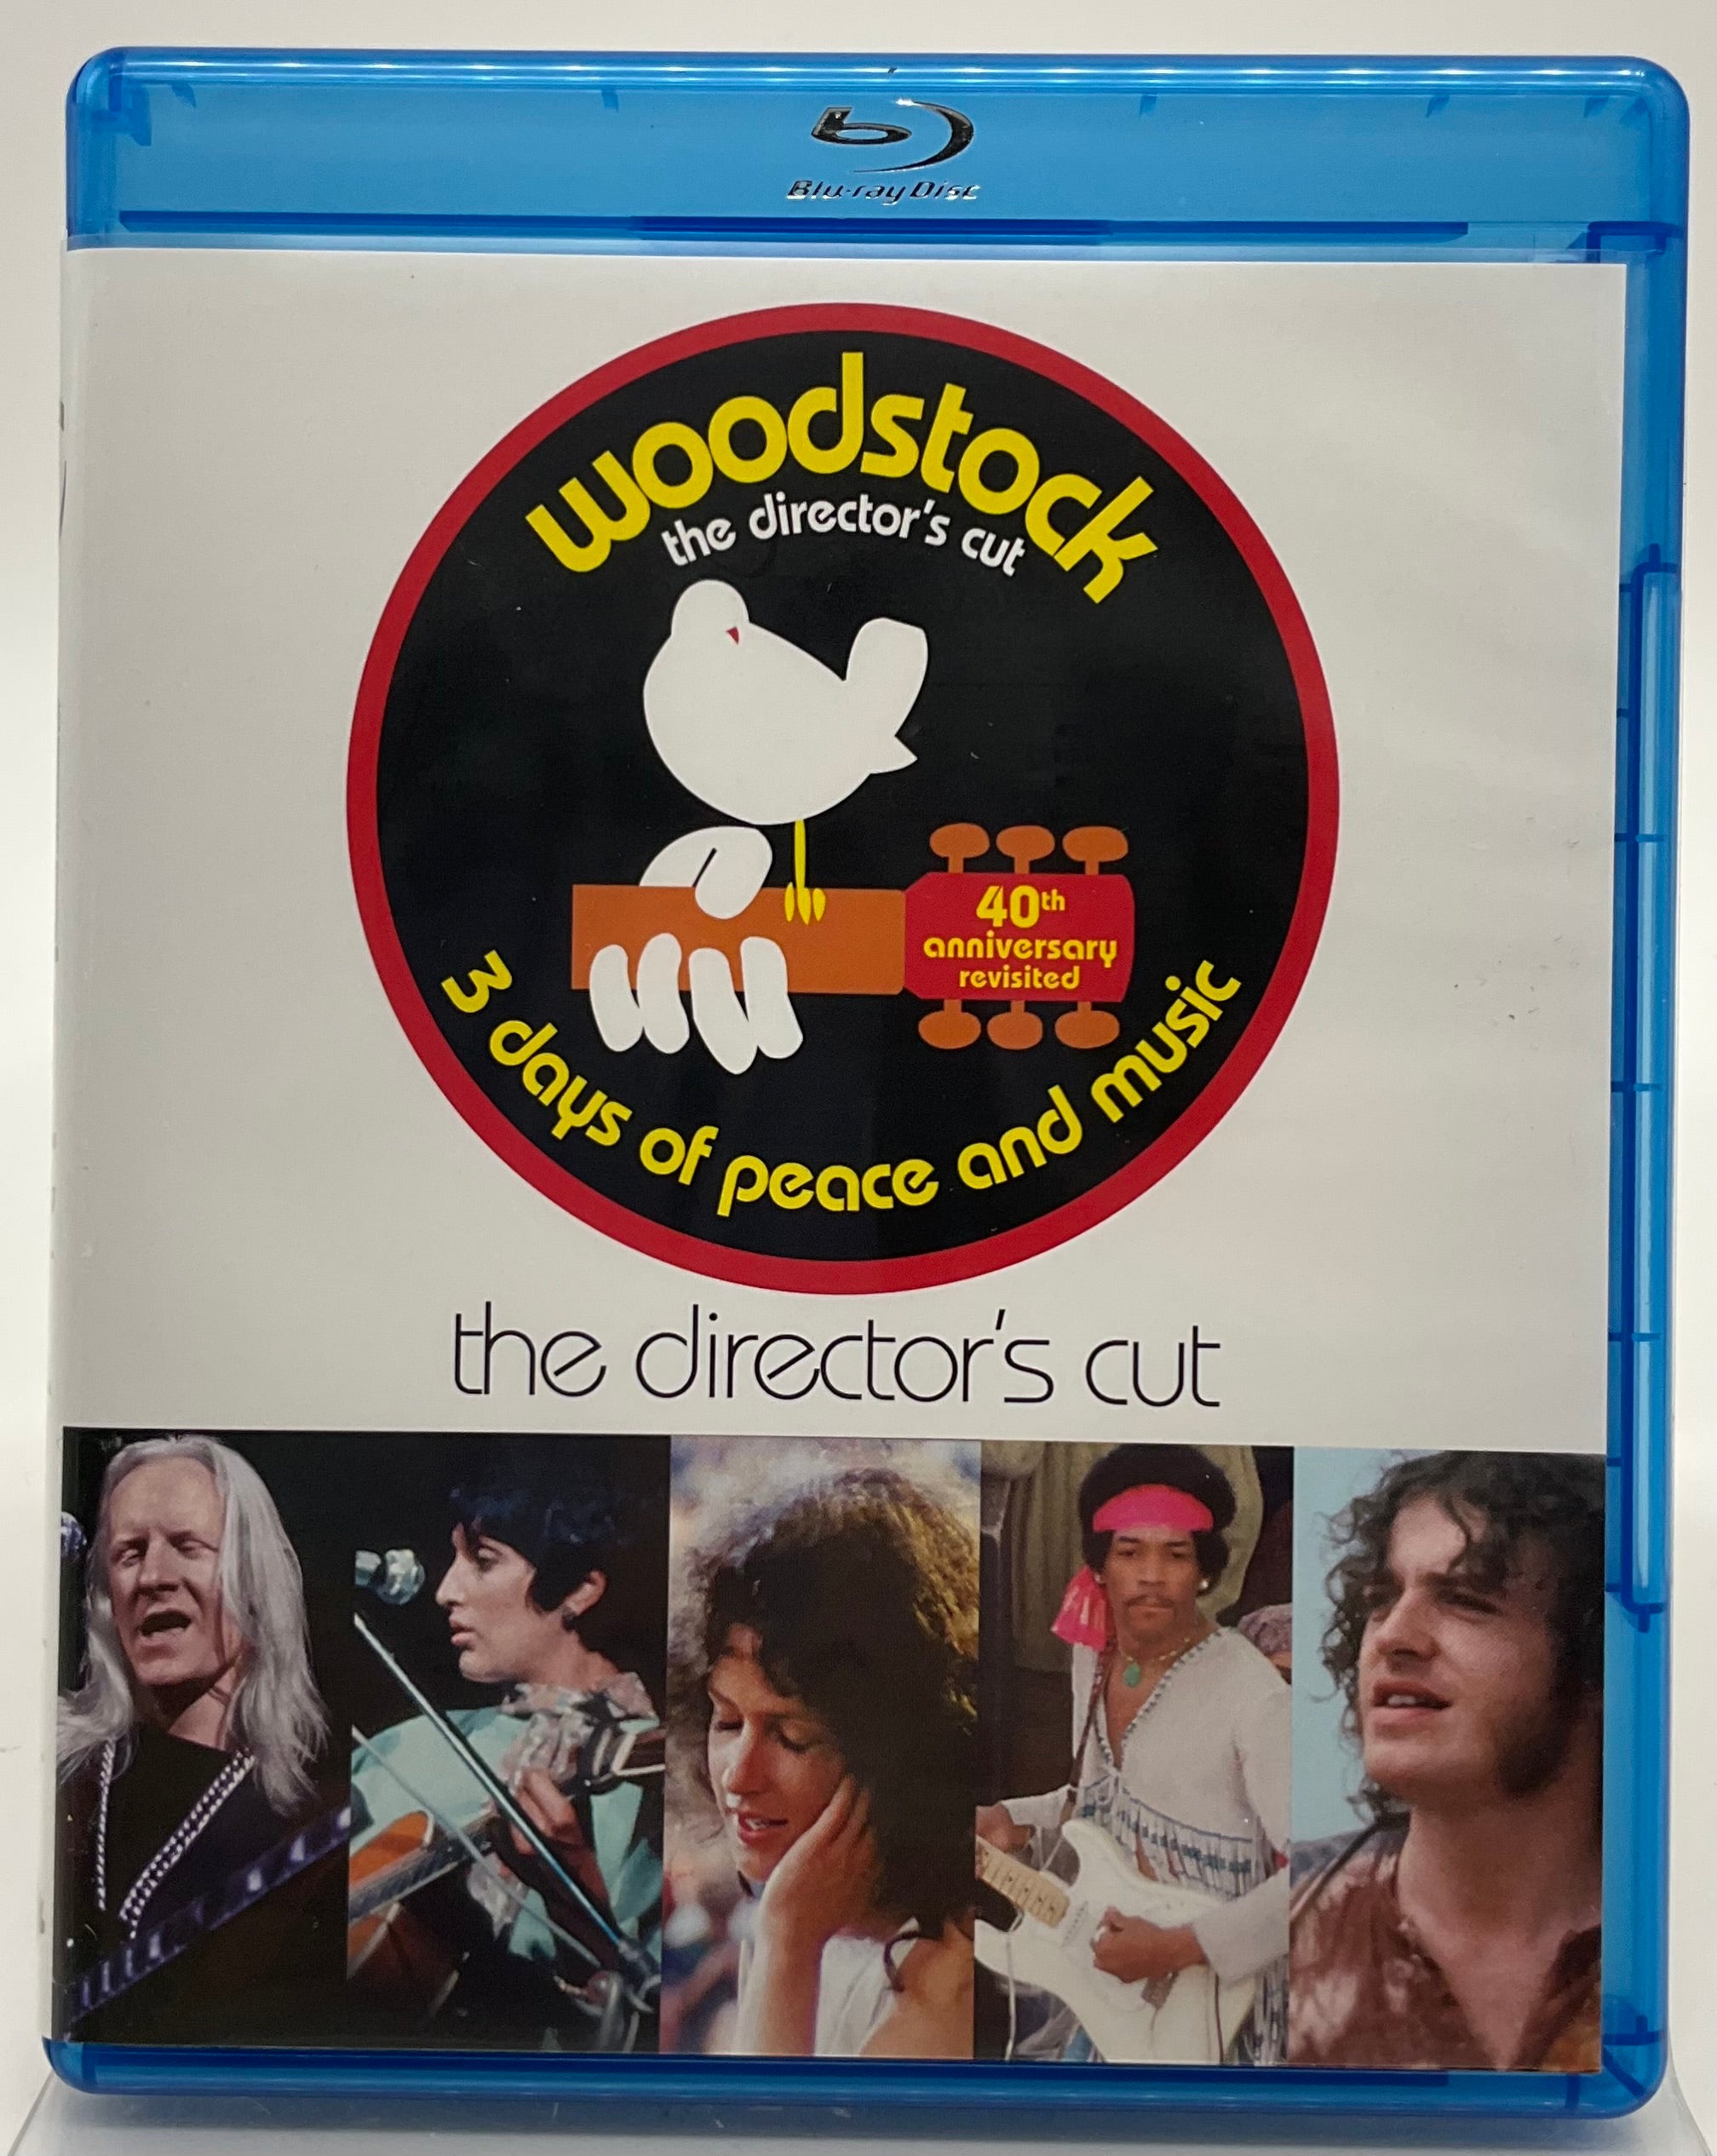 Blu-ray Disc
woodstock
the director's cut
40th
anniversary
revisited
3 days of peace and music
the director's cut